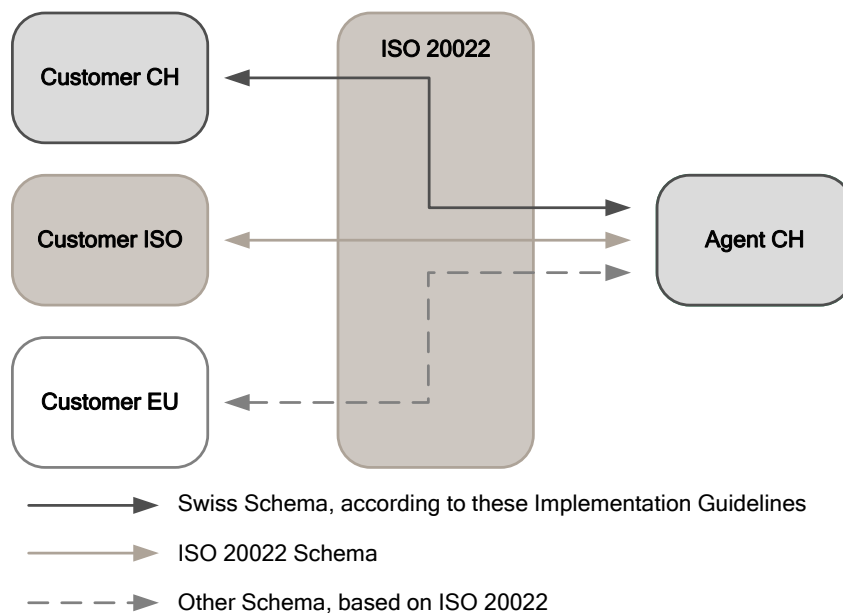 ISO 20022
Customer CH
Customer ISO
Agent CH
Customer EU
Swiss Schema, according to these Implementation Guidelines
ISO 20022 Schema
Other Schema, based on ISO 20022